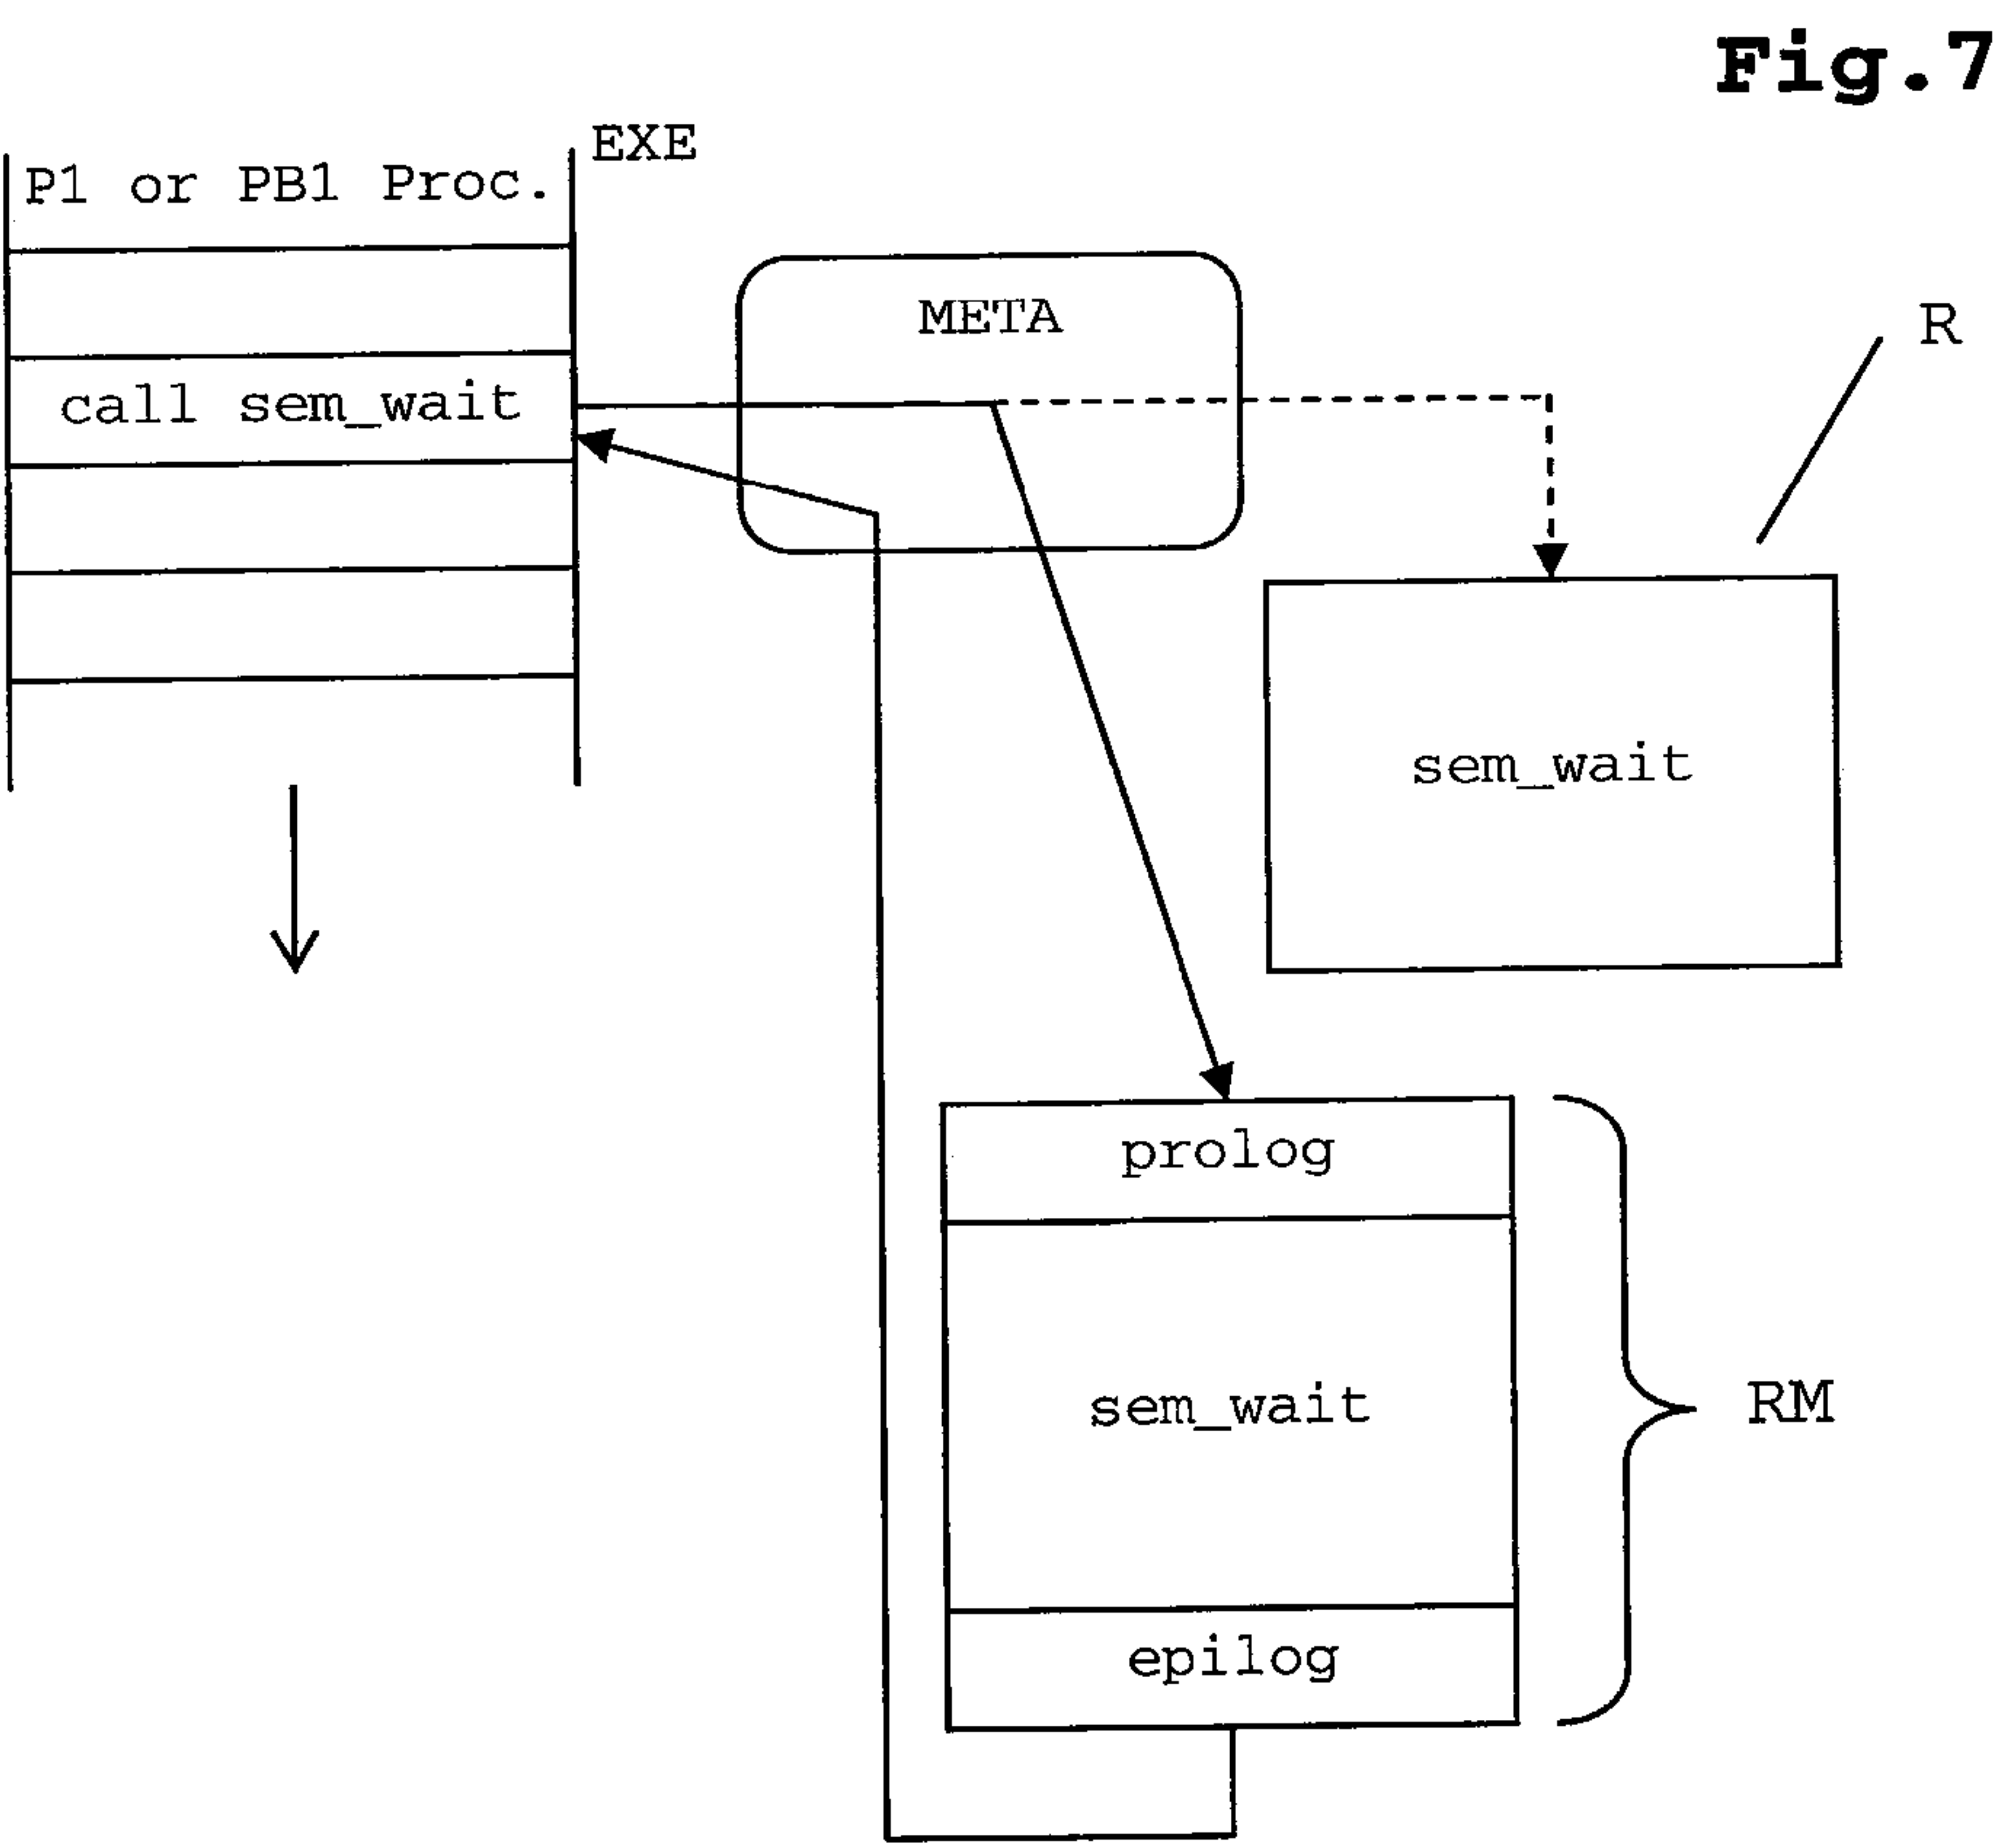 Fig.7
EXE
P1 or PB1 Proc.
META
R
call sem_wait
sem_wait
prolog
sem_wait
RM
epilog